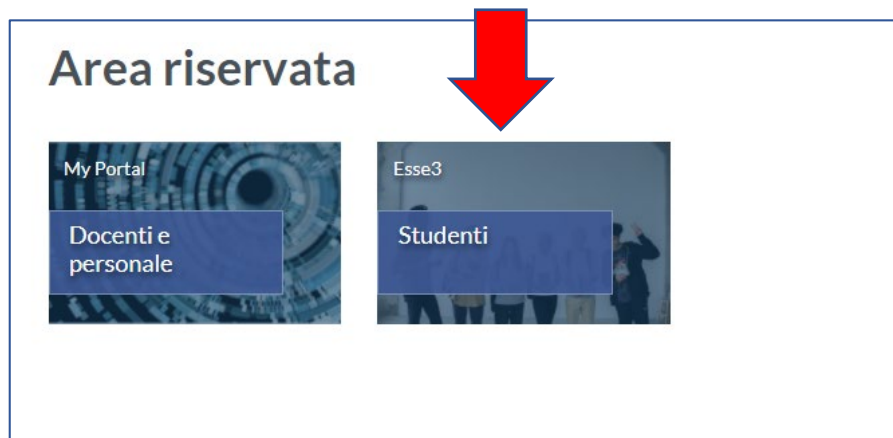 Area riservata
My Portal
Docenti e
personale
Esse3
Studenti